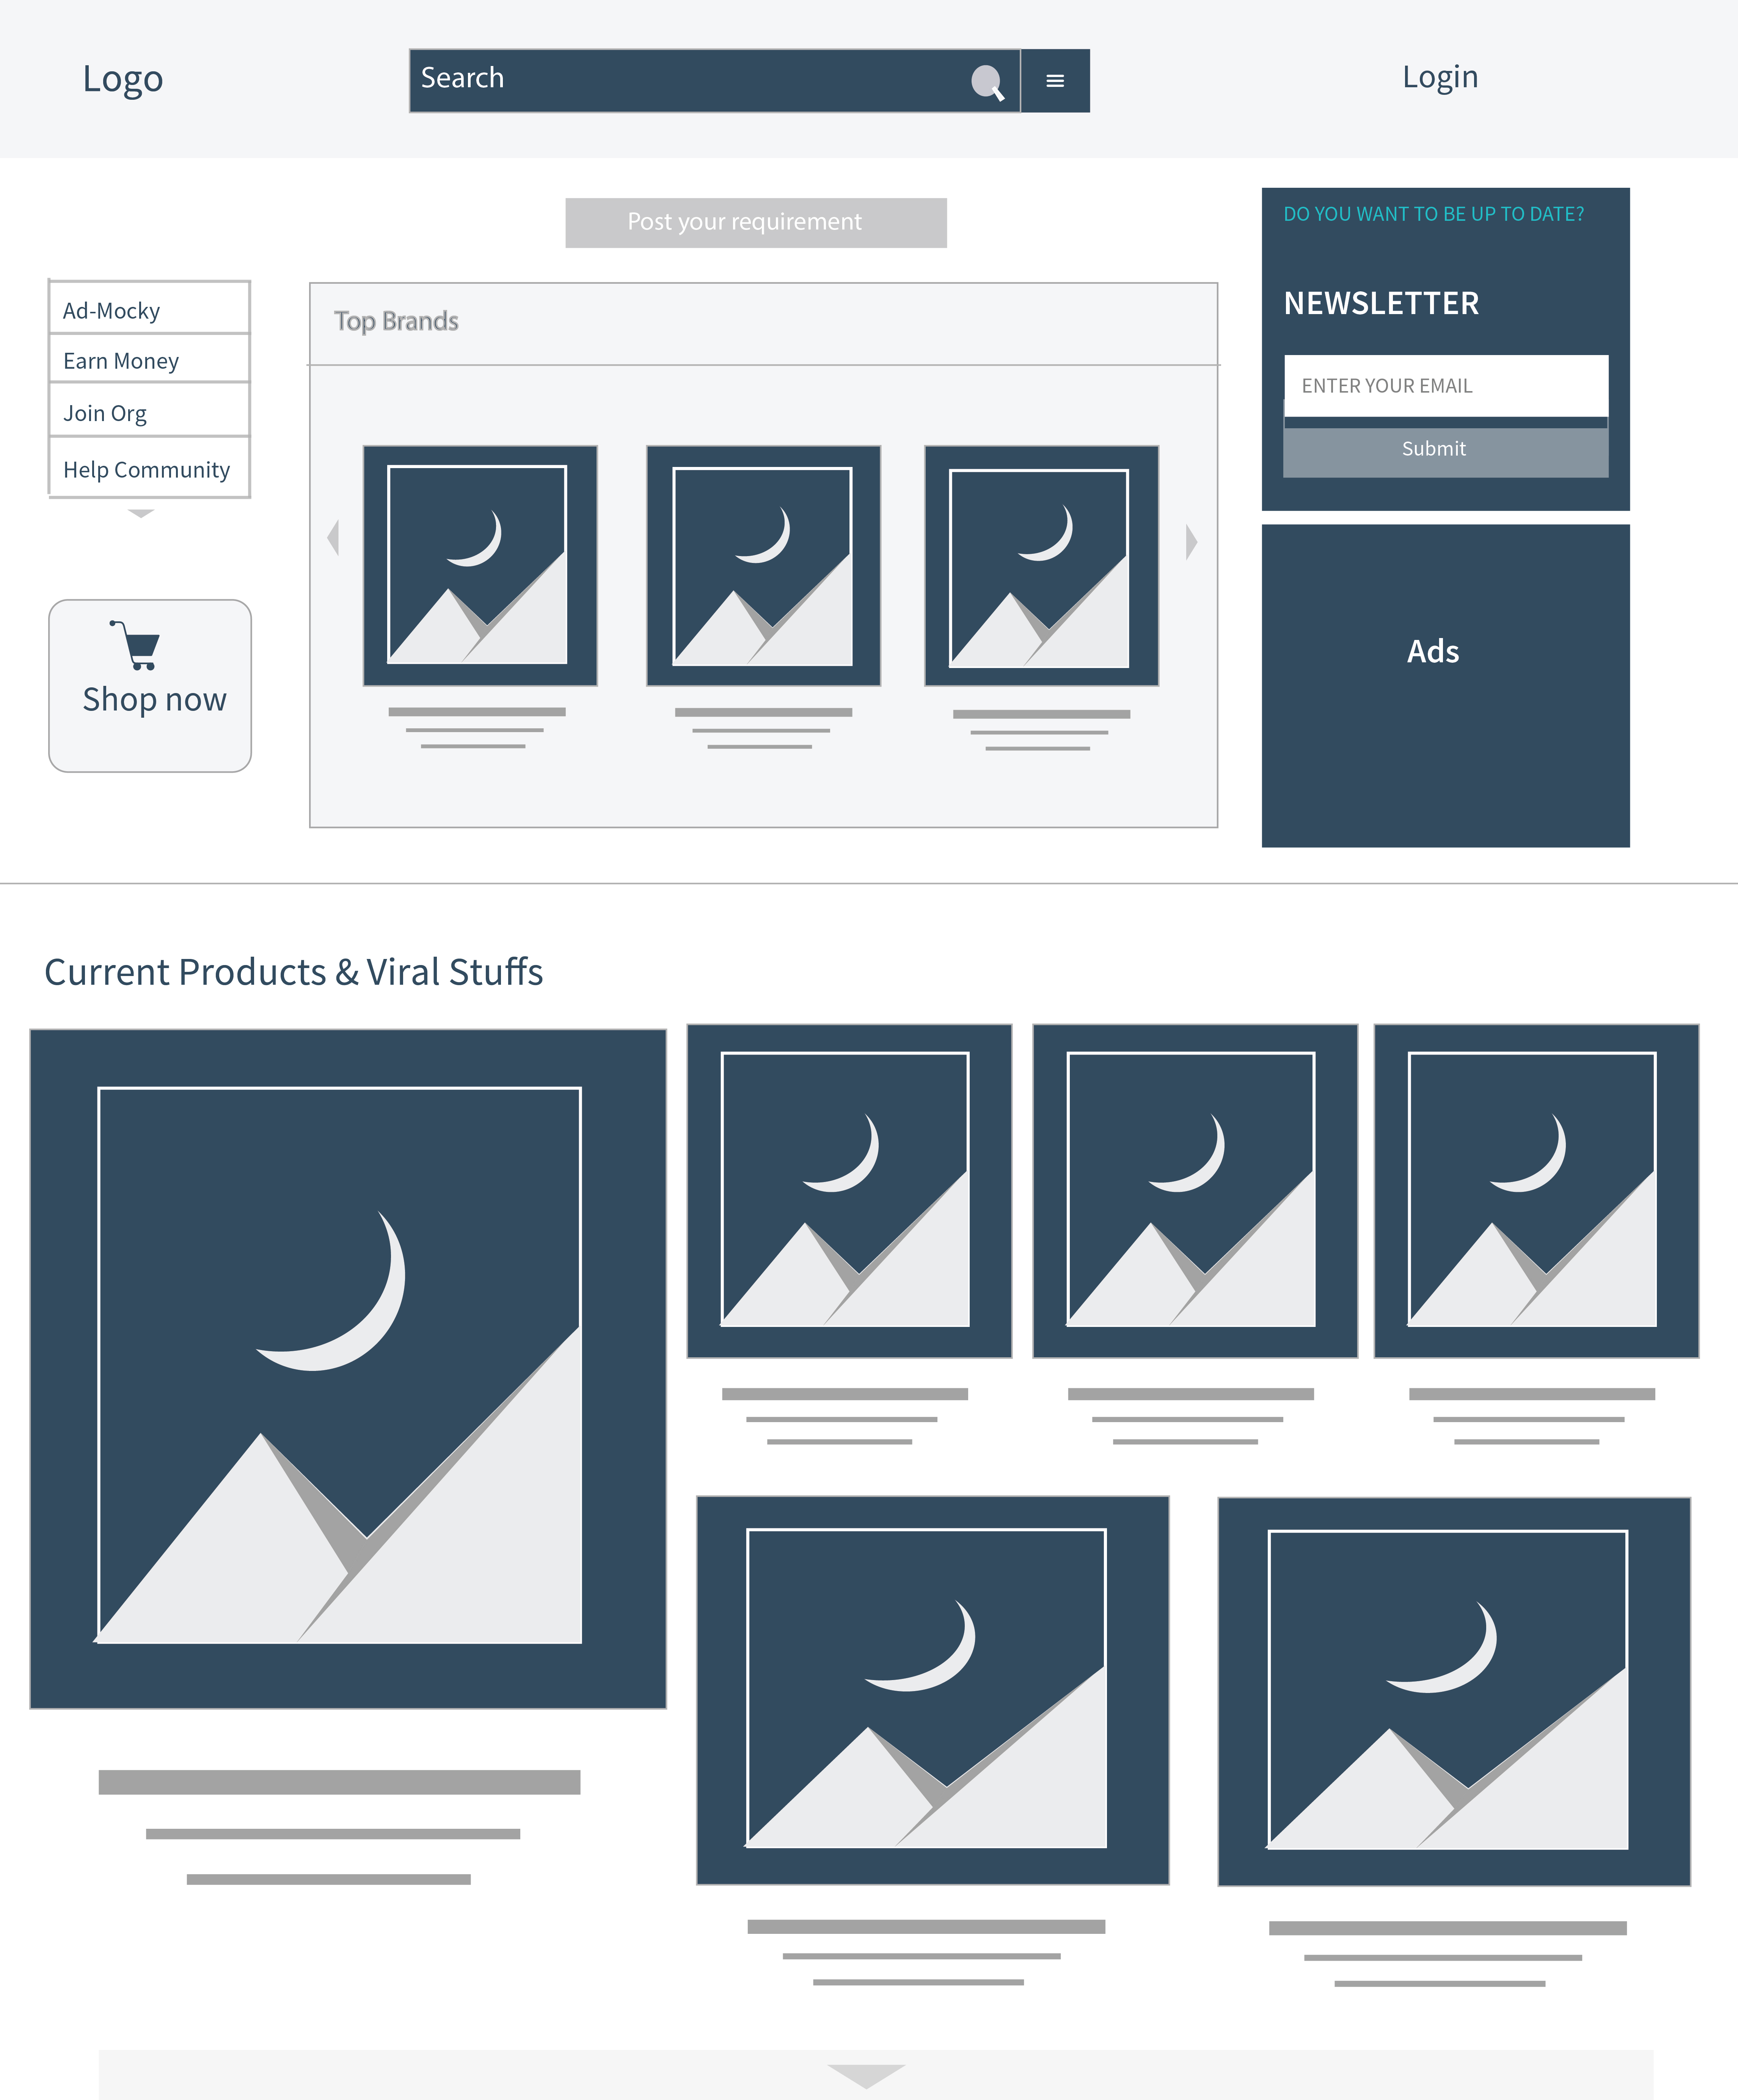 Logo
Search
Login
Post your requirement
DO YOU WANT TO BE UP TO DATE?
NEWSLETTER
ENTER YOUR EMAIL
Submit
Ad-Mocky
Earn Money
Join Org
Help Community
Top Brands
Shop now
Ads
Current Products & Viral Stuffs